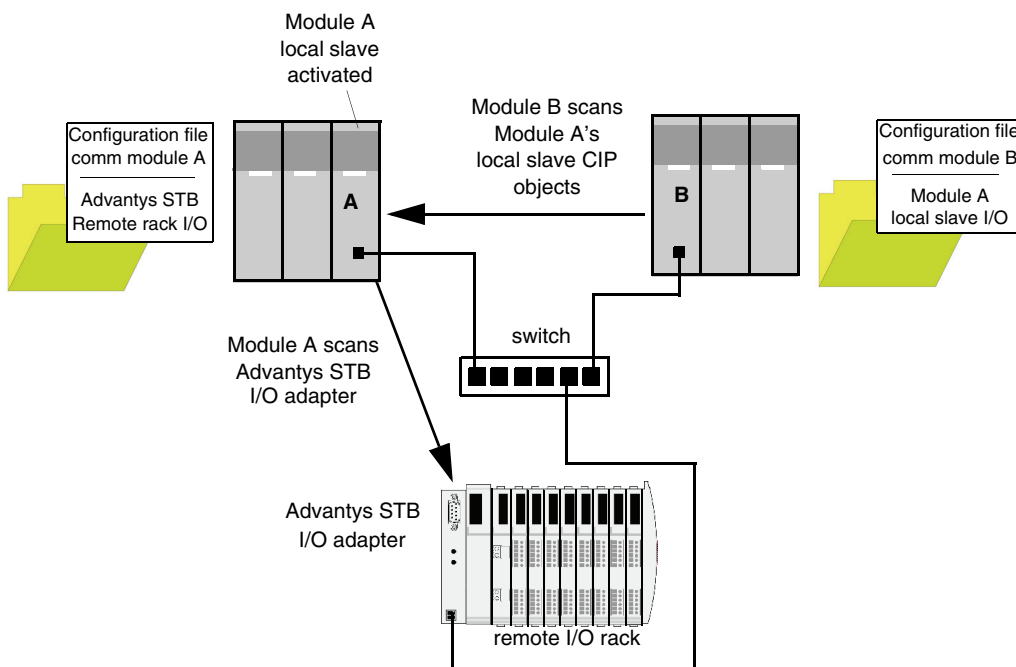 Module A
local slave
activated
Configuration file
comm module A
Advantys STB
Remote rack I/O
A
Module B scans
Module A's
local slave CIP
objects
B
Configuration file
comm module B
Module A
local slave I/O
switch
Module A scans
Advantys STB
I/O adapter
Advantys STB
I/O adapter
remote I/O rack